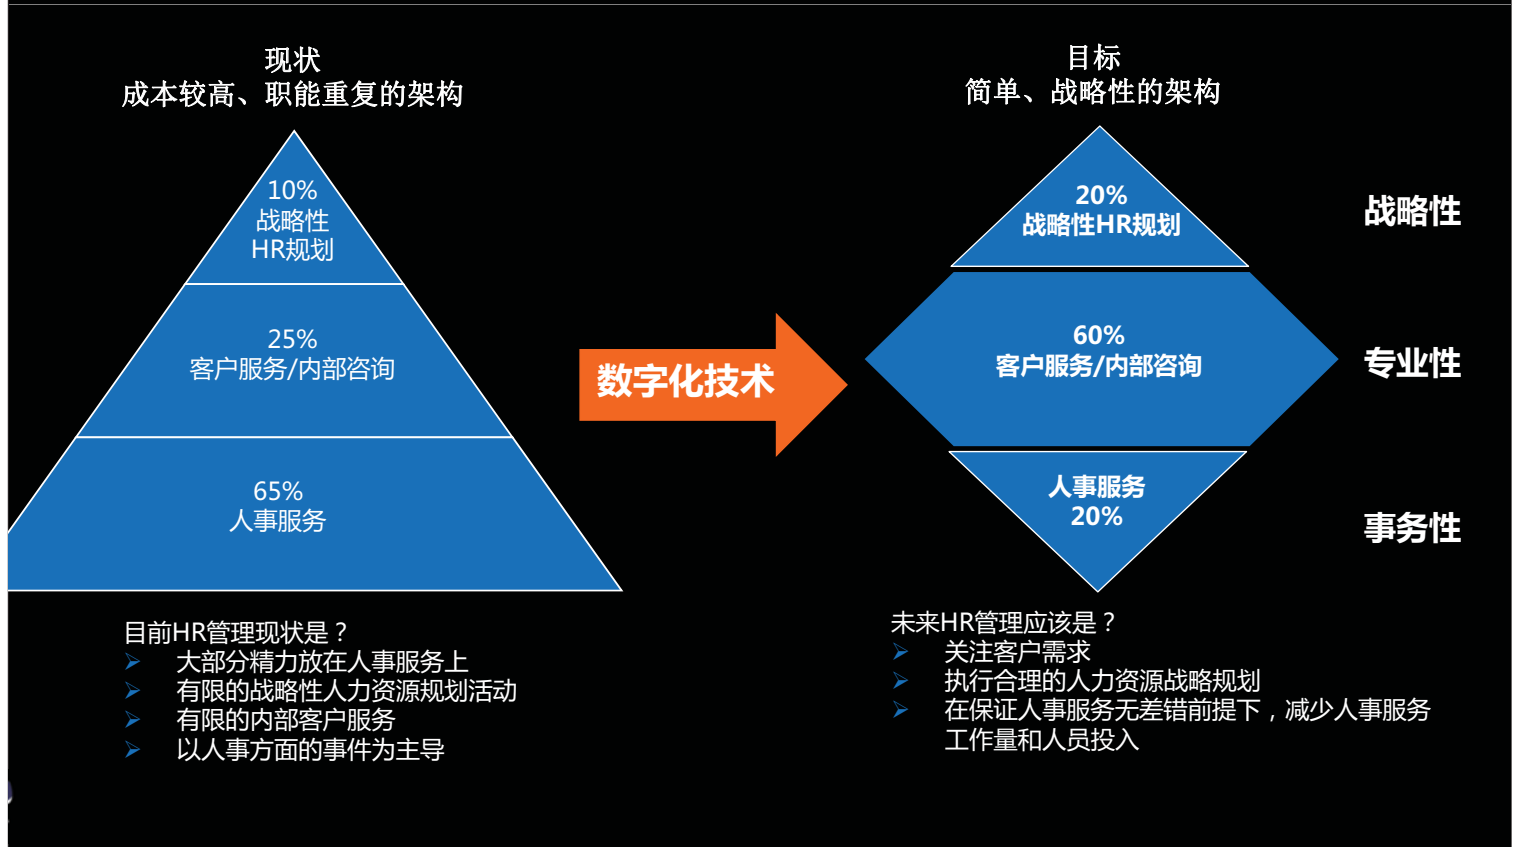 现状
成本较高、职能重复的架构
10%
战略性
HR规划
25%
客户服务/内部咨询
65%
人事服务
目前HR管理现状是？
大部分精力放在人事服务上
有限的战略性人力资源规划活动
有限的内部客户服务
以人事方面的事件为主导
数字化技术
目标
简单、战略性的架构
20%
战略性HR规划
60%
客户服务/内部咨询
人事服务
20%
战略性
专业性
事务性
未来HR管理应该是？
关注客户需求
执行合理的人力资源战略规划
在保证人事服务无差错前提下，减少人事服务
工作量和人员投入